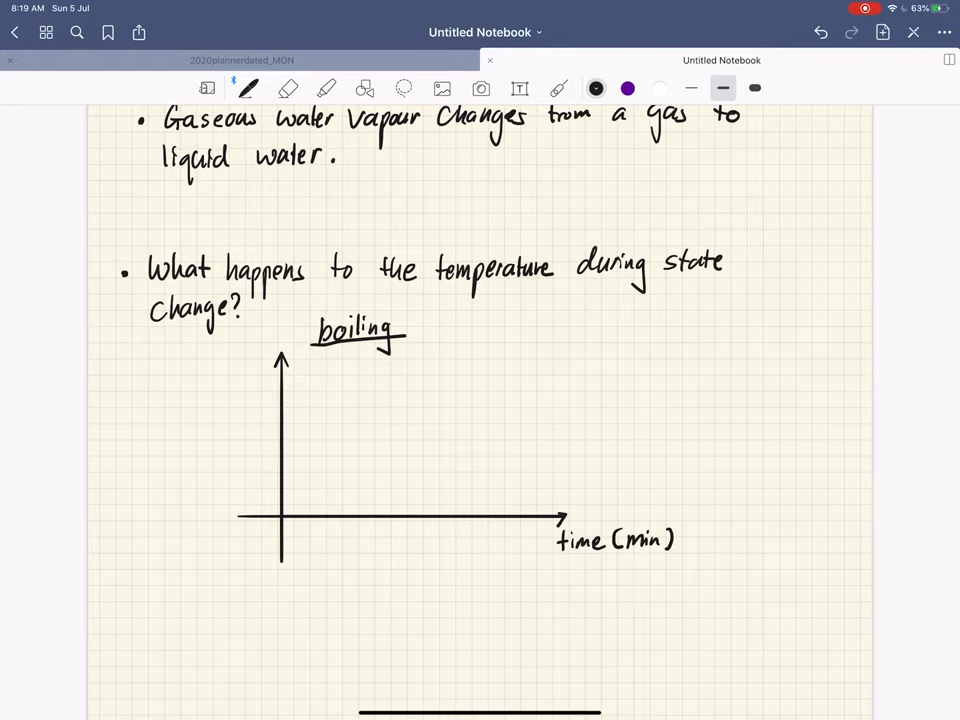 8:19 AM Sun 5 Jul
63%
Untitled Notebook
2020plannerdated_MON
Untitled Notebook
• Gaseous water vapour changes from a gas to
liquid water.
• What happens to the temperature during state
change?
boiling
time (min)